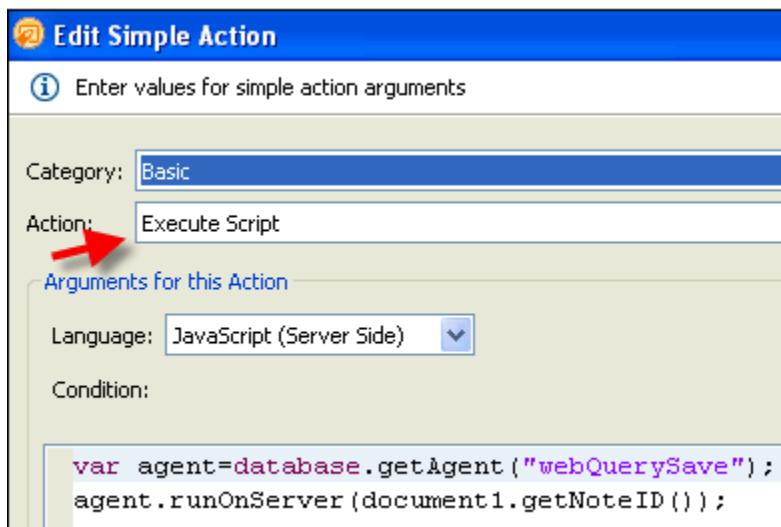 Edit Simple Action
Enter values for simple action arguments
Category: Basic
Action: Execute Script
Arguments for this Action
Language: JavaScript (Server Side)
Condition:
var agent=database.getAgent("webQuerySave");
agent.runOnServer(document1.getNoteID());